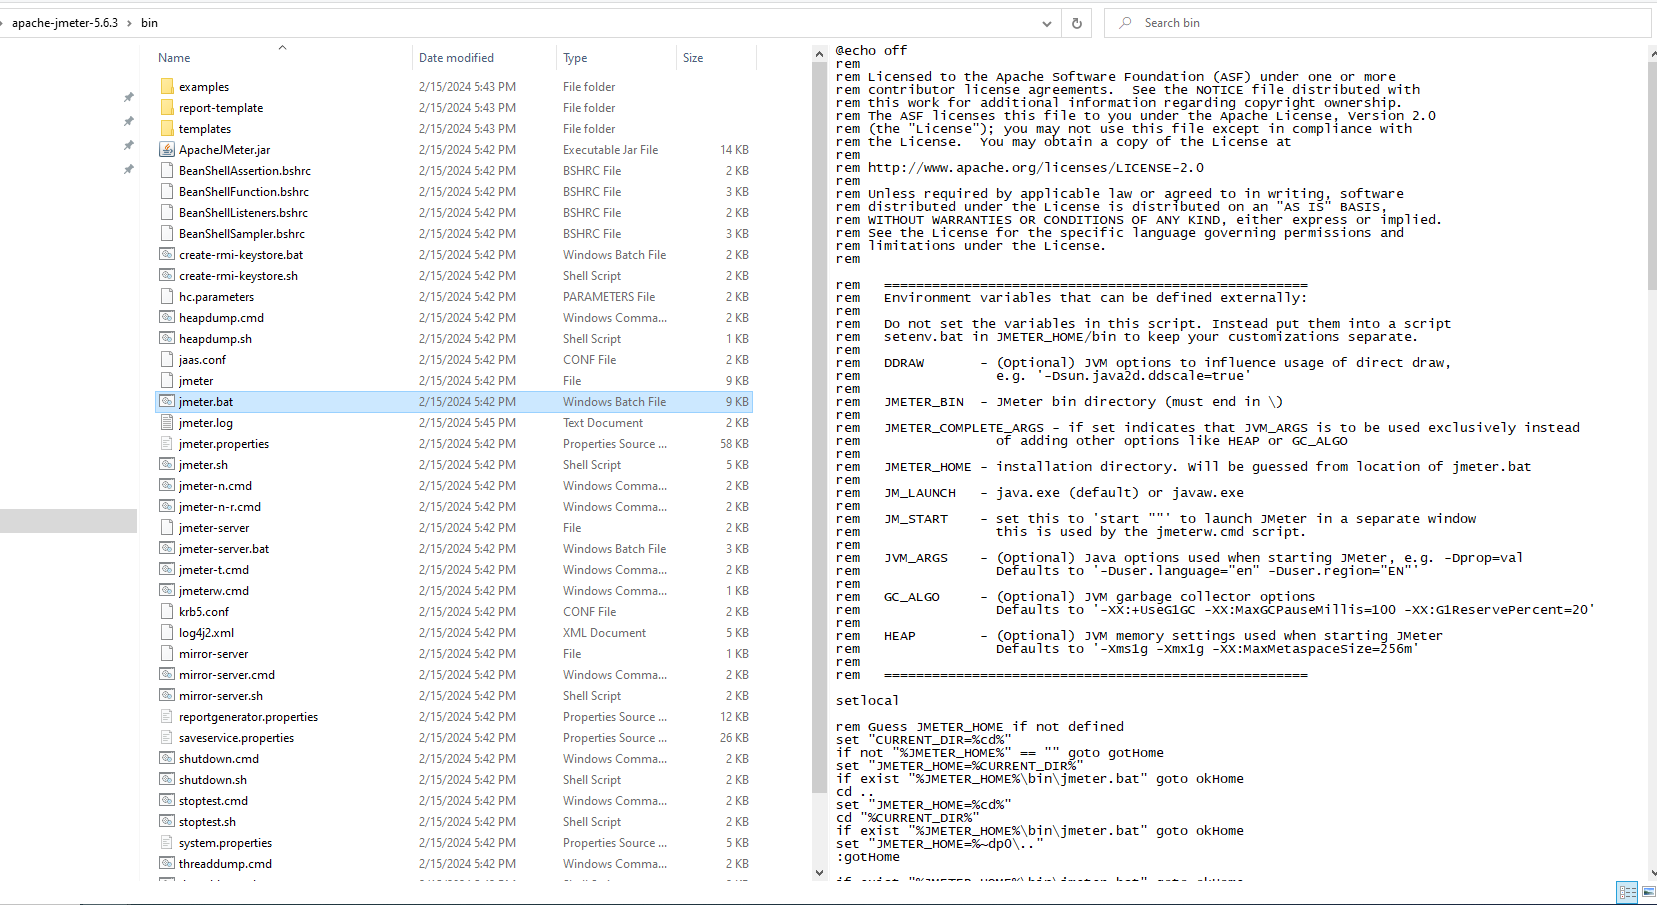 apache-jmeter-5.6.3 > bin
Search bin
Name Date modified Type Size
examples 2/15/2024 5:43 PM File folder
report-template 2/15/2024 5:43 PM File folder
templates 2/15/2024 5:43 PM File folder
ApacheJMeter.jar 2/15/2024 5:42 PM Executable Jar File 14 KB
BeanShellAssertion.bshrc 2/15/2024 5:42 PM BSHRC File 2 KB
BeanShellFunction.bshrc 2/15/2024 5:42 PM BSHRC File 3 KB
BeanShellListeners.bshrc 2/15/2024 5:42 PM BSHRC File 2 KB
BeanShellSampler.bshrc 2/15/2024 5:42 PM BSHRC File 3 KB
create-rmi-keystore.bat 2/15/2024 5:42 PM Windows Batch File 2 KB
create-rmi-keystore.sh 2/15/2024 5:42 PM Shell Script 2 KB
hc.parameters 2/15/2024 5:42 PM PARAMETERS File 2 KB
heapdump.cmd 2/15/2024 5:42 PM Windows Comma... 2 KB
heapdump.sh 2/15/2024 5:42 PM Shell Script 1 KB
jaas.conf 2/15/2024 5:42 PM CONF File 2 KB
jmeter 2/15/2024 5:42 PM File 9 KB
jmeter.bat 2/15/2024 5:42 PM Windows Batch File 9 KB
jmeter.log 2/15/2024 5:45 PM Text Document 2 KB
jmeter.properties 2/15/2024 5:42 PM Properties Source ... 58 KB
jmeter.sh 2/15/2024 5:42 PM Shell Script 5 KB
jmeter-n.cmd 2/15/2024 5:42 PM Windows Comma... 2 KB
jmeter-n-r.cmd 2/15/2024 5:42 PM Windows Comma... 2 KB
jmeter-server 2/15/2024 5:42 PM File 2 KB
jmeter-server.bat 2/15/2024 5:42 PM Windows Batch File 3 KB
jmeter-t.cmd 2/15/2024 5:42 PM Windows Comma... 2 KB
jmeterw.cmd 2/15/2024 5:42 PM Windows Comma... 1 KB
krb5.conf 2/15/2024 5:42 PM CONF File 2 KB
log4j2.xml 2/15/2024 5:42 PM XML Document 5 KB
mirror-server 2/15/2024 5:42 PM File 1 KB
mirror-server.cmd 2/15/2024 5:42 PM Windows Comma... 2 KB
mirror-server.sh 2/15/2024 5:42 PM Shell Script 2 KB
reportgenerator.properties 2/15/2024 5:42 PM Properties Source ... 12 KB
saveservice.properties 2/15/2024 5:42 PM Properties Source ... 26 KB
shutdown.cmd 2/15/2024 5:42 PM Windows Comma... 2 KB
shutdown.sh 2/15/2024 5:42 PM Shell Script 2 KB
stoptest.cmd 2/15/2024 5:42 PM Windows Comma... 2 KB
stoptest.sh 2/15/2024 5:42 PM Shell Script 2 KB
system.properties 2/15/2024 5:42 PM Properties Source ... 5 KB
threaddump.cmd 2/15/2024 5:42 PM Windows Comma... 2 KB
@echo off
rem
rem Licensed to the Apache Software Foundation (ASF) under one or more
rem contributor license agreements.  See the NOTICE file distributed with
rem this work for additional information regarding copyright ownership.
rem The ASF licenses this file to you under the Apache License, Version 2.0
rem (the "License"); you may not use this file except in compliance with
rem the License.  You may obtain a copy of the License at
rem
rem http://www.apache.org/licenses/LICENSE-2.0
rem
rem Unless required by applicable law or agreed to in writing, software
rem distributed under the License is distributed on an "AS IS" BASIS,
rem WITHOUT WARRANTIES OR CONDITIONS OF ANY KIND, either express or implied.
rem See the License for the specific language governing permissions and
rem limitations under the License.
rem
rem   =====================================================
rem   Environment variables that can be defined externally:
rem
rem   Do not set the variables in this script. Instead put them into a script
rem   setenv.bat in JMETER_HOME/bin to keep your customizations separate.
rem
rem   DDRAW       - (Optional) JVM options to influence usage of direct draw,
rem                 e.g. '-Dsun.java2d.ddscale=true'
rem
rem   JMETER_BIN  - JMeter bin directory (must end in \)
rem
rem   JMETER_COMPLETE_ARGS - if set indicates that JVM_ARGS is to be used exclusively instead
rem                 of adding other options like HEAP or GC_ALGO
rem
rem   JMETER_HOME - installation directory. Will be guessed from location of jmeter.bat
rem
rem   JM_LAUNCH   - java.exe (default) or javaw.exe
rem
rem   JM_START    - set this to 'start ""' to launch JMeter in a separate window
rem                 this is used by the jmeterw.cmd script.
rem
rem   JVM_ARGS    - (Optional) Java options used when starting JMeter, e.g. -Dprop=val
rem                 Defaults to '-Duser.language="en" -Duser.region="EN"'
rem
rem   GC_ALGO     - (Optional) JVM garbage collector options
rem                 Defaults to '-XX:+UseG1GC -XX:MaxGCPauseMillis=100 -XX:G1ReservePercent=20'
rem
rem   HEAP        - (Optional) JVM memory settings used when starting JMeter
rem                 Defaults to '-Xms1g -Xmx1g -XX:MaxMetaspaceSize=256m'
rem
rem   =====================================================
setlocal
rem Guess JMETER_HOME if not defined
set "CURRENT_DIR=%cd%"
if not "%JMETER_HOME%" == "" goto gotHome
set "JMETER_HOME=%CURRENT_DIR%"
if exist "%JMETER_HOME%\bin\jmeter.bat" goto okHome
cd ..
set "JMETER_HOME=%cd%"
cd "%CURRENT_DIR%"
if exist "%JMETER_HOME%\bin\jmeter.bat" goto okHome
set "JMETER_HOME=%~dp0\.."
:gotHome
if exist "%JMETER_HOME%\bin\jmeter.bat" goto okHome